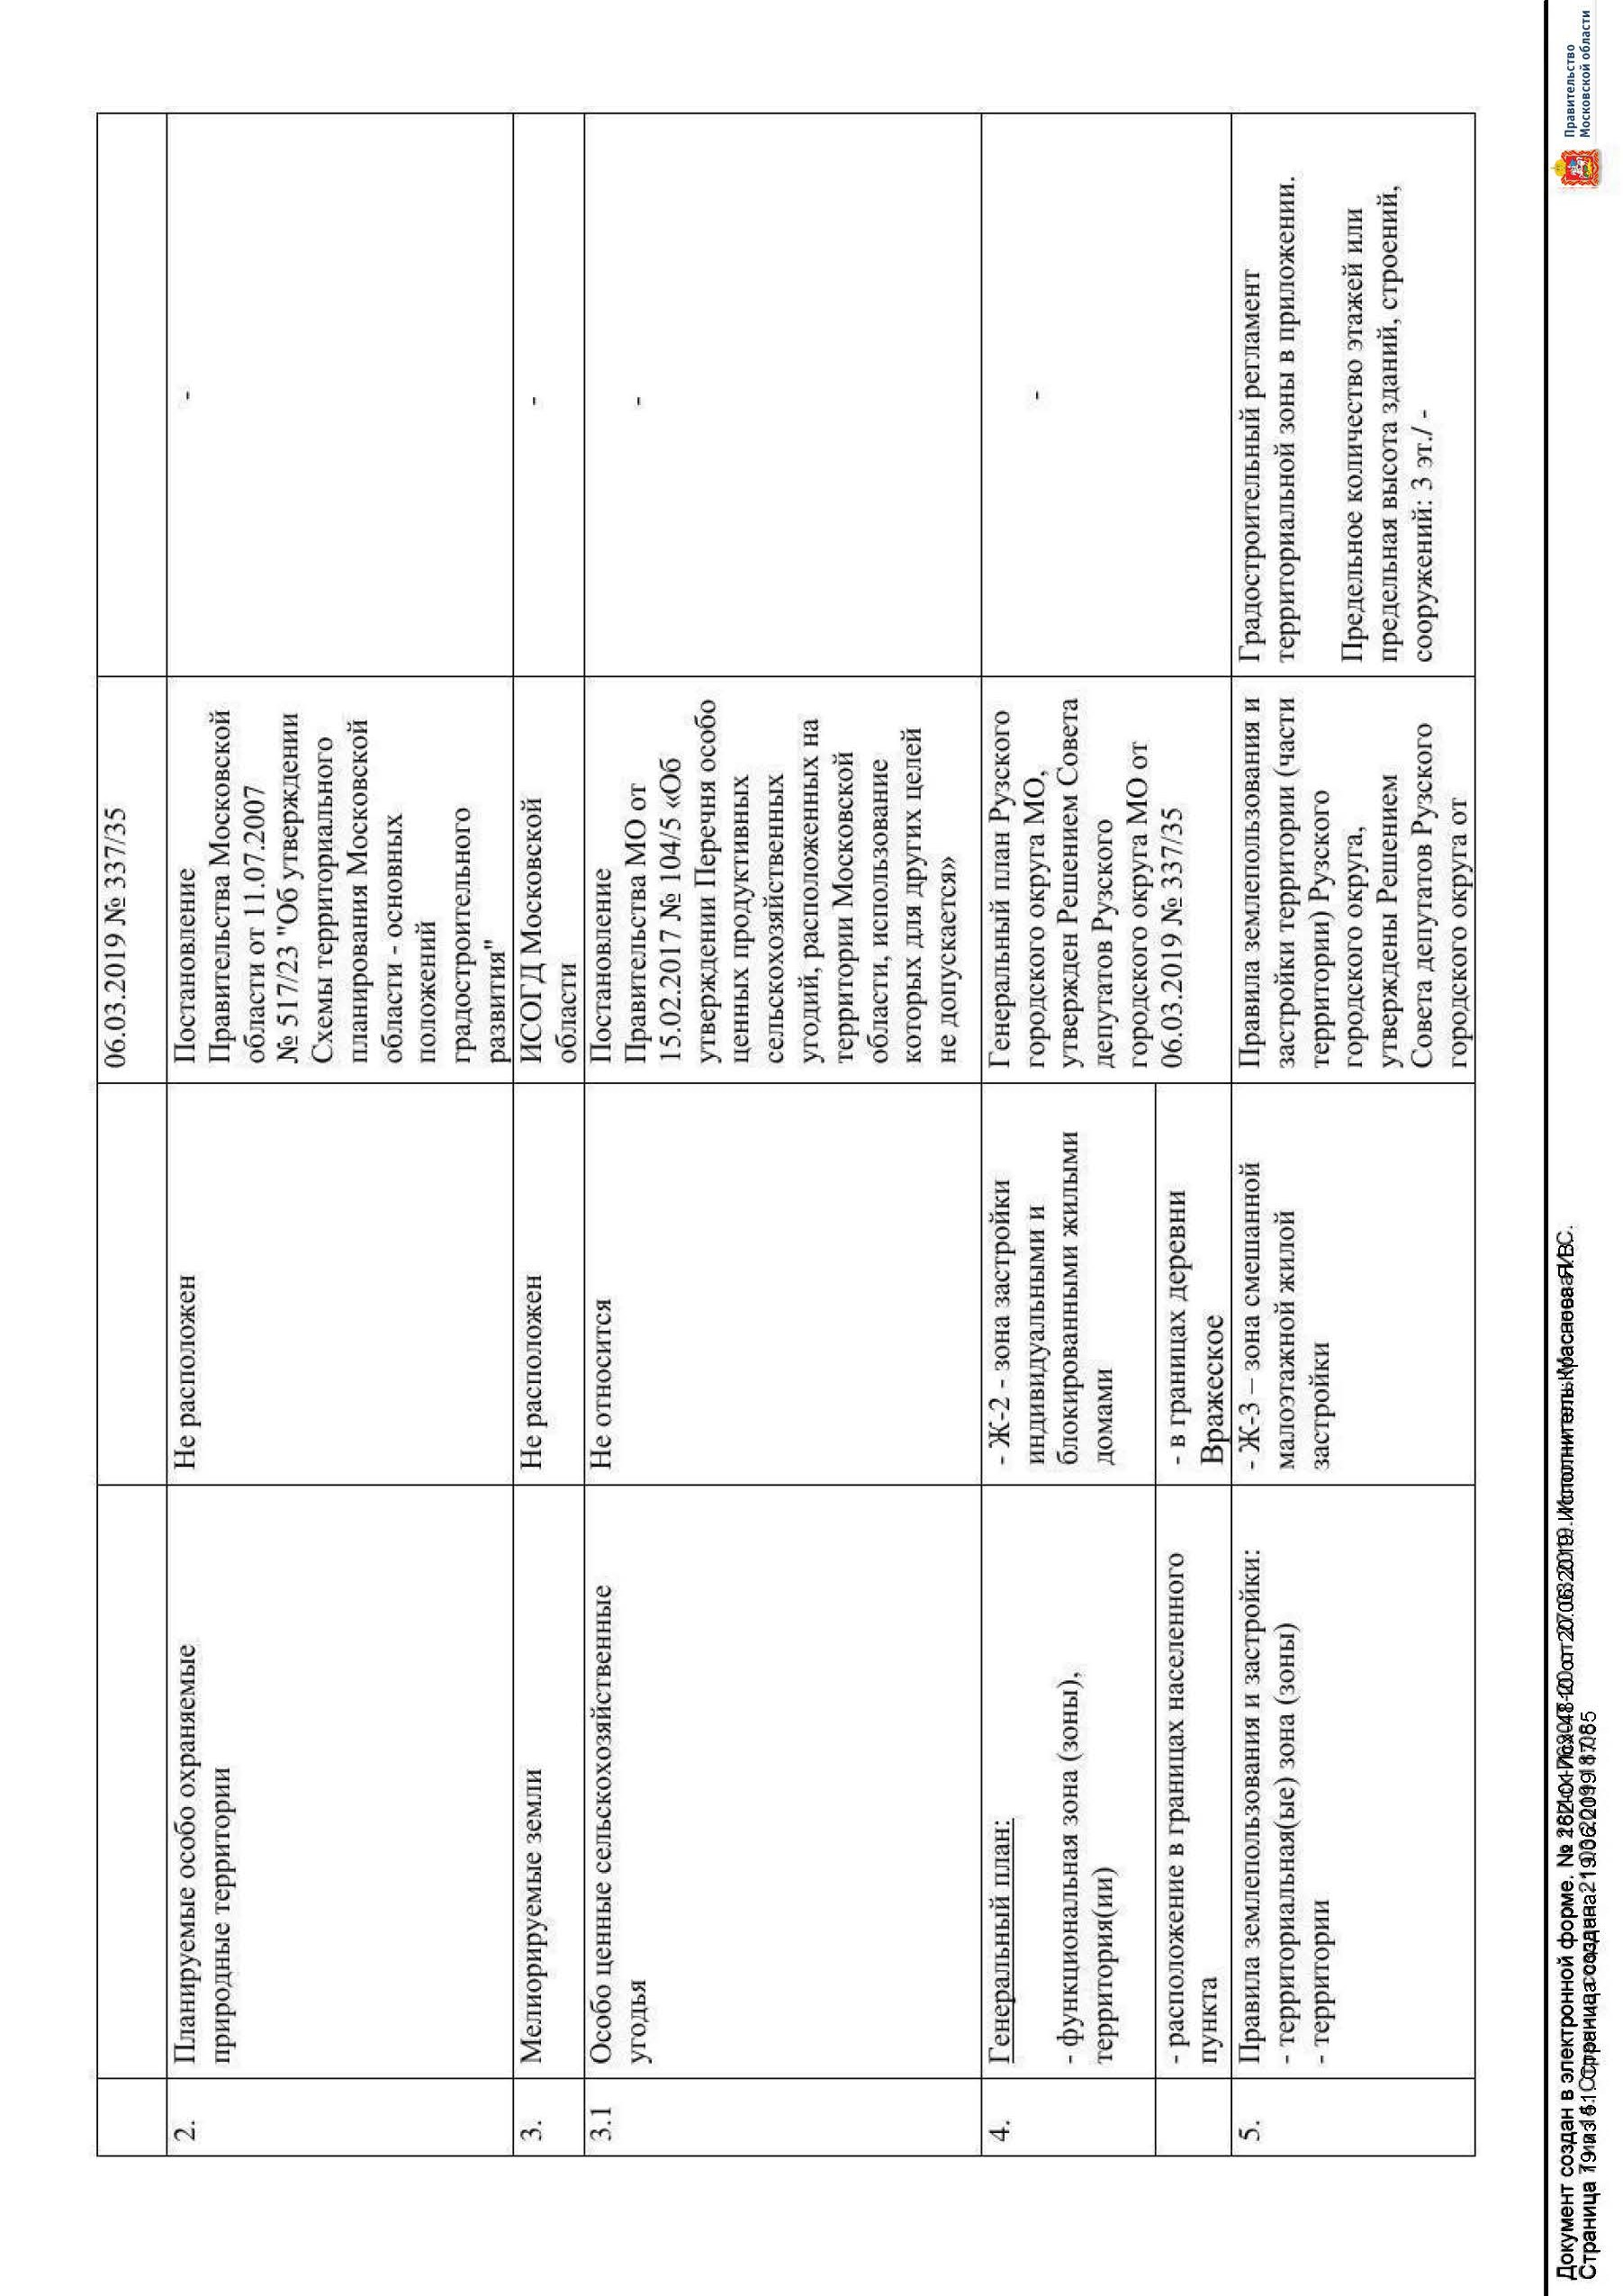 06.03.2019 № 337/35
2.
Планируемые особо охраняемые
природные территории
Не расположен
Постановление
Правительства Московской
области от 11.07.2007
№ 517/23 "Об утверждении
Схемы территориального
планирования Московской
области - основных
положений
градостроительного
развития"
-
3.
Мелиорируемые земли
Не расположен
ИСОГД Московской
области
-
3.1
Особо ценные сельскохозяйственные
угодья
Не относится
Постановление
Правительства МО от
15.02.2017 № 104/5 «Об
утверждении Перечня особо
ценных продуктивных
сельскохозяйственных
угодий, расположенных на
территории Московской
области, использование
которых для других целей
не допускается»
-
4.
Генеральный план:
- функциональная зона (зоны),
территория(ии)
- Ж-2 - зона застройки
индивидуальными и
блокированными жилыми
домами
Генеральный план Рузского
городского округа МО,
утвержден Решением Совета
депутатов Рузского
городского округа МО от
06.03.2019 № 337/35
-
- расположение в границах населенного
пункта
- в границах деревни
Вражеское
5.
Правила землепользования и застройки:
- территориальная(ые) зона (зоны)
- территории
- Ж-3 – зона смешанной
малоэтажной жилой
застройки
Правила землепользования и
застройки территории (части
территории) Рузского
городского округа,
утверждены Решением
Совета депутатов Рузского
городского округа от
Градостроительный регламент
территориальной зоны в приложении.
Предельное количество этажей или
предельная высота зданий, строений,
сооружений: 3 эт./ -
Документ создан в электронной форме. №
Страница
Правительство
Московской области